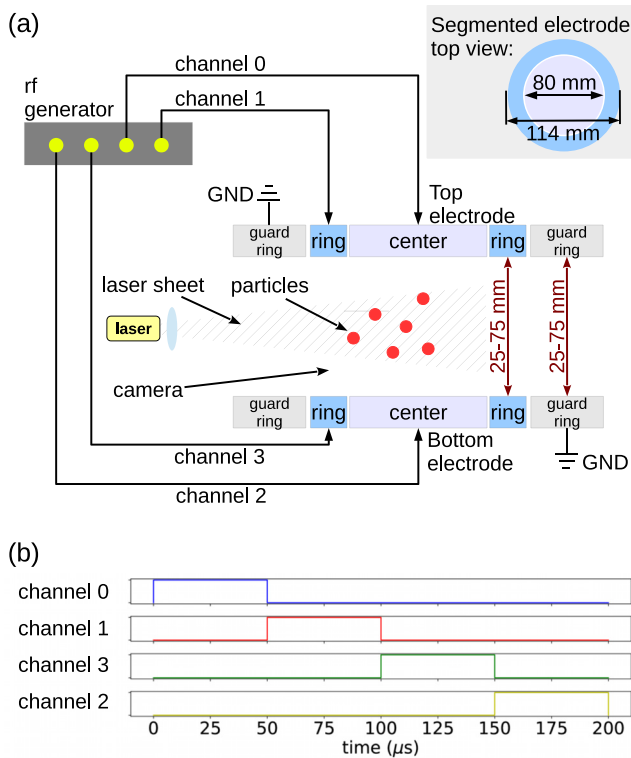 (a)
Segmented electrode
top view:
80 mm
114 mm
channel 0
channel 1
rf
generator
GND
Top
electrode
guard
ring
ring
center
ring
guard
ring
laser sheet
particles
laser
25-75 mm
25-75 mm
camera
guard
ring
ring
center
ring
guard
ring
channel 3
Bottom
electrode
GND
channel 2
(b)
channel 0
channel 1
channel 3
channel 2
0 25 50 75 100 125 150 175 200
time (μs)